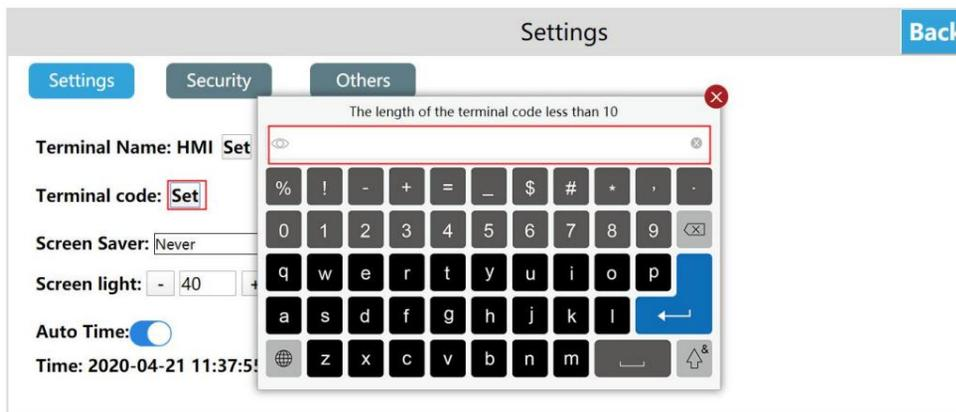 Settings
Back
Settings Security Others
The length of the terminal code less than 10
Terminal Name: HMI Set
Terminal code: Set
% ! - + = _ $ # * , .
Screen Saver: Never
0 1 2 3 4 5 6 7 8 9
Screen light: - 40 +
q w e r t y u i o p
Auto Time:
a s d f g h j k l
Time: 2020-04-21 11:37:55
z x c v b n m &